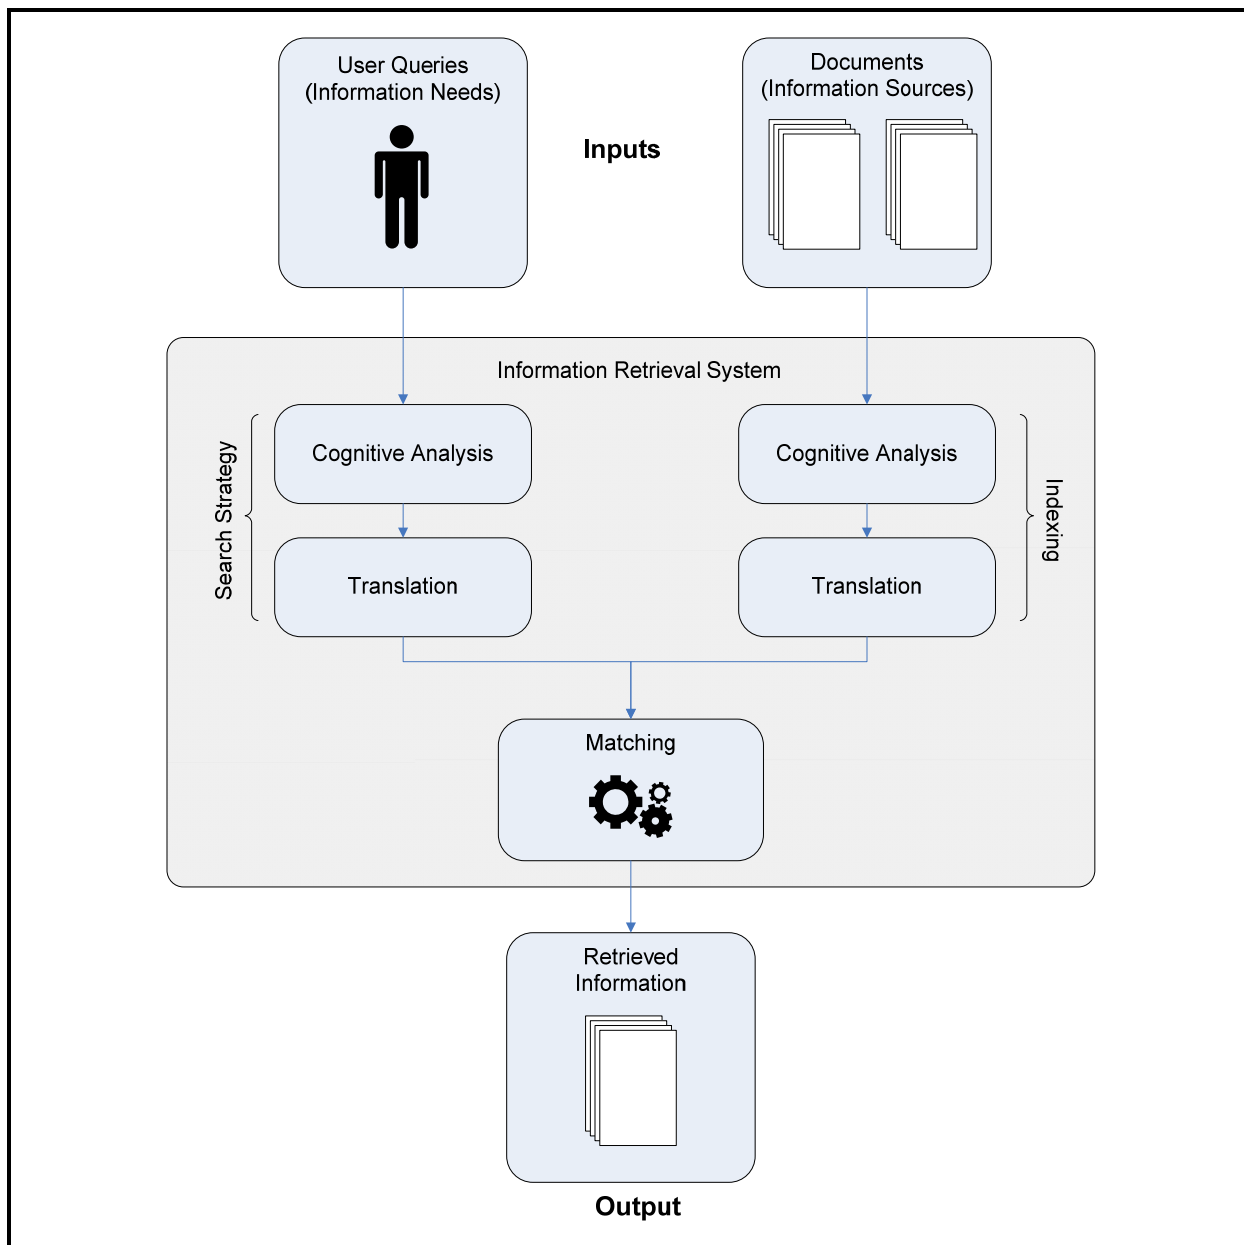 User Queries
(Information Needs)
Documents
(Information Sources)
Inputs
Information Retrieval System
Search Strategy
Cognitive Analysis
Translation
Cognitive Analysis
Translation
Indexing
Matching
Retrieved
Information
Output